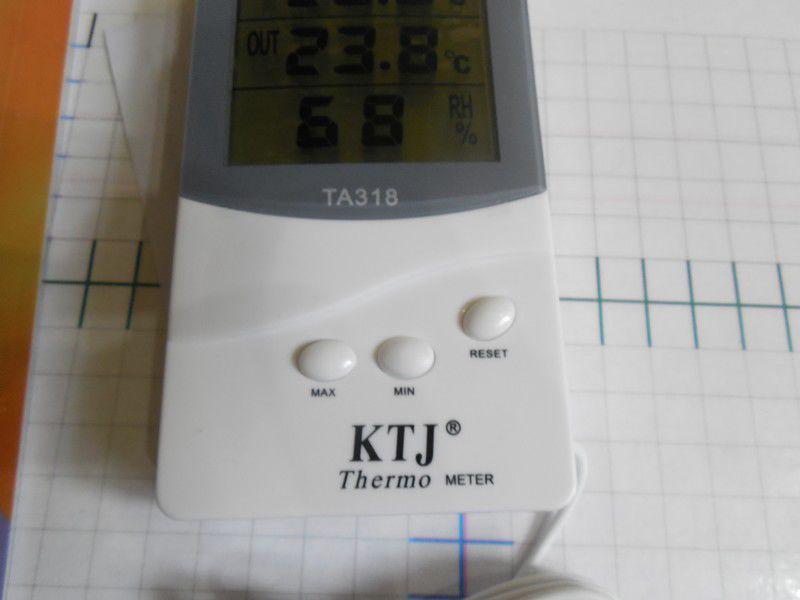 OUT 23.8 °C
68 RH %
TA318
RESET
MAX MIN
KTJ®
Thermo METER